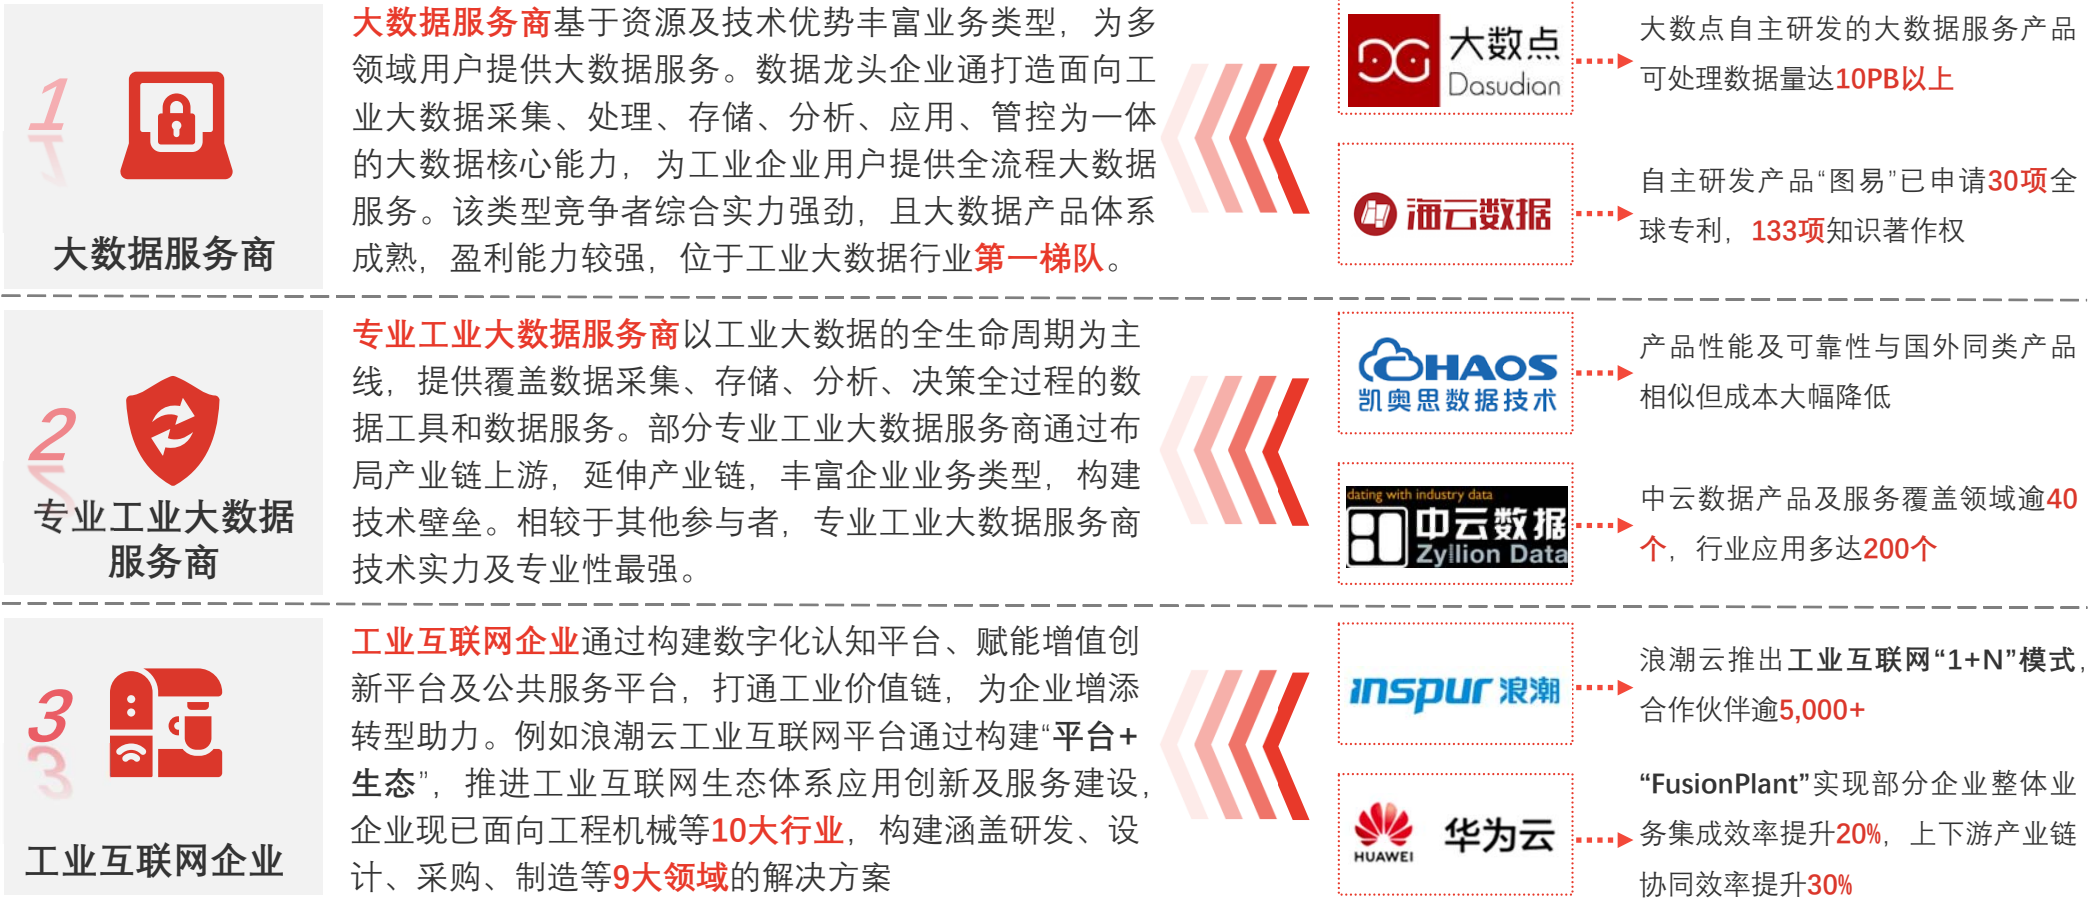 1
大数据服务商
大数据服务商基于资源及技术优势丰富业务类型，为多
领域用户提供大数据服务。数据龙头企业通打造面向工
业大数据采集、处理、存储、分析、应用、管控为一体
的大数据核心能力，为工业企业用户提供全流程大数据
服务。该类型竞争者综合实力强劲，且大数据产品体系
成熟，盈利能力较强，位于工业大数据行业第一梯队。
大数点
Dasudian
大数点自主研发的大数据服务产品
可处理数据量达10PB以上
海云数据
自主研发产品“图易”已申请30项全
球专利，133项知识著作权
2
专业工业大数据
服务商
专业工业大数据服务商以工业大数据的全生命周期为主
线，提供覆盖数据采集、存储、分析、决策全过程的数
据工具和数据服务。部分专业工业大数据服务商通过布
局产业链上游，延伸产业链，丰富企业业务类型，构建
技术壁垒。相较于其他参与者，专业工业大数据服务商
技术实力及专业性最强。
CHAOS
凯奥思数据技术
产品性能及可靠性与国外同类产品
相似但成本大幅降低
dating with industry data
中云数据
Zyllion Data
中云数据产品及服务覆盖领域逾40
个，行业应用多达200个
3
工业互联网企业
工业互联网企业通过构建数字化认知平台、赋能增值创
新平台及公共服务平台，打通工业价值链，为企业增添
转型助力。例如浪潮云工业互联网平台通过构建“平台+
生态”，推进工业互联网生态体系应用创新及服务建设，
企业现已面向工程机械等10大行业，构建涵盖研发、设
计、采购、制造等9大领域的解决方案
inspur 浪潮
浪潮云推出工业互联网“1+N”模式，
合作伙伴逾5,000+
HUAWEI
华为云
“FusionPlant”实现部分企业整体业
务集成效率提升20%，上下游产业链
协同效率提升30%